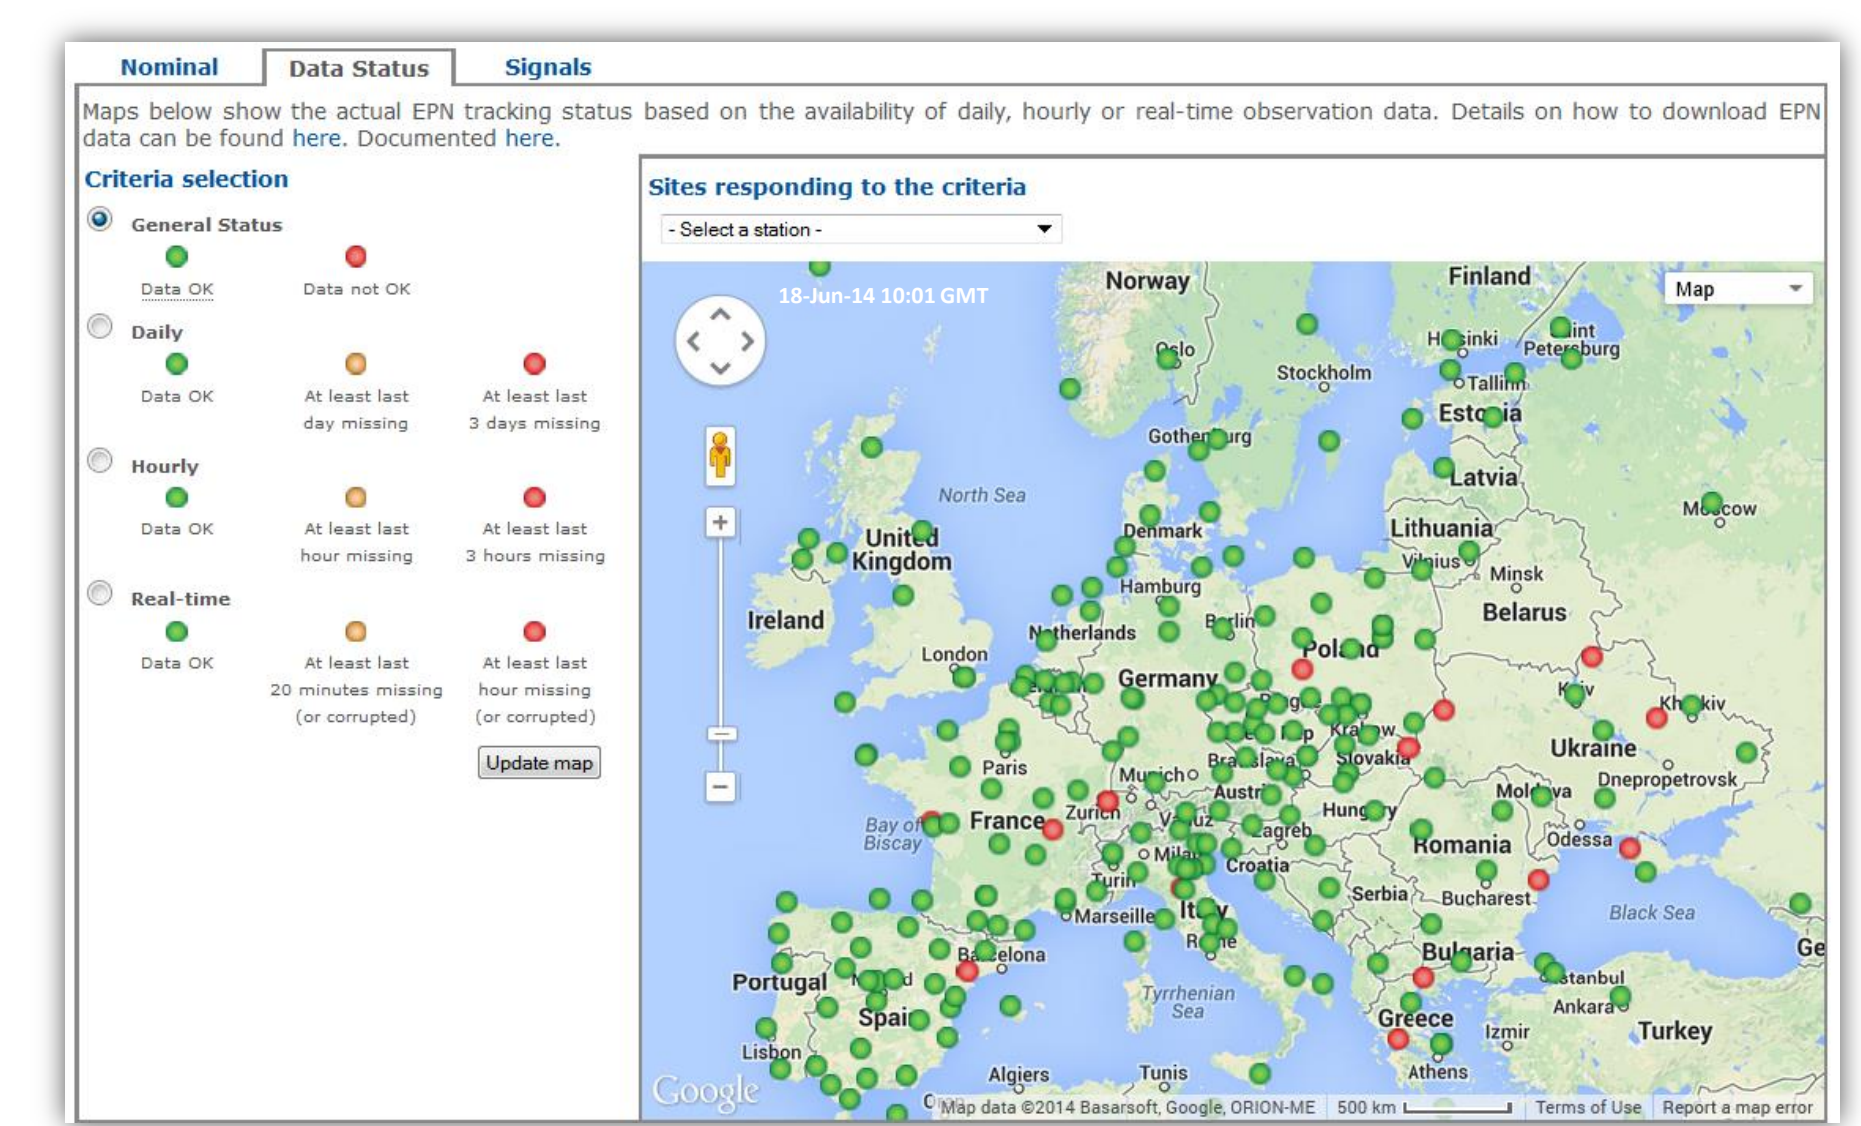 Nominal
Data Status
Signals
Maps below show the actual EPN tracking status based on the availability of daily, hourly or real-time observation data. Details on how to download EPN
data can be found here. Documented here.
Criteria selection
General Status
Data OK
Data not OK
Daily
Data OK
At least last
day missing
At least last
3 days missing
Hourly
Data OK
At least last
hour missing
At least last
3 hours missing
Real-time
Data OK
At least last
20 minutes missing
(or corrupted)
At least last
hour missing
(or corrupted)
Update map
Sites responding to the criteria
- Select a station -
18-Jun-14 10:01 GMT
Map
Norway
Finland
Petersburg
Stockholm
Tallinn
Latvia
North Sea
United
Kingdom
Denmark
Lithuania
Minsk
Hamburg
Belarus
Ireland
Netherlands
London
Germany
Paris
Ukraine
Slovakia
Dnepropetrovsk
Bay of
Biscay
France
Zurich
Zagreb
Odessa
Romania
Croatia
Turin
Serbia
Bucharest
Marseille
Black Sea
Portugal
Tyrrhenian
Sea
Ankara
Greece
Izmir
Turkey
Lisbon
Algiers
Tunis
Athens
Google
Map data ©2014 Basarsoft, Google, ORION-ME
500 km
Terms of Use
Report a map error